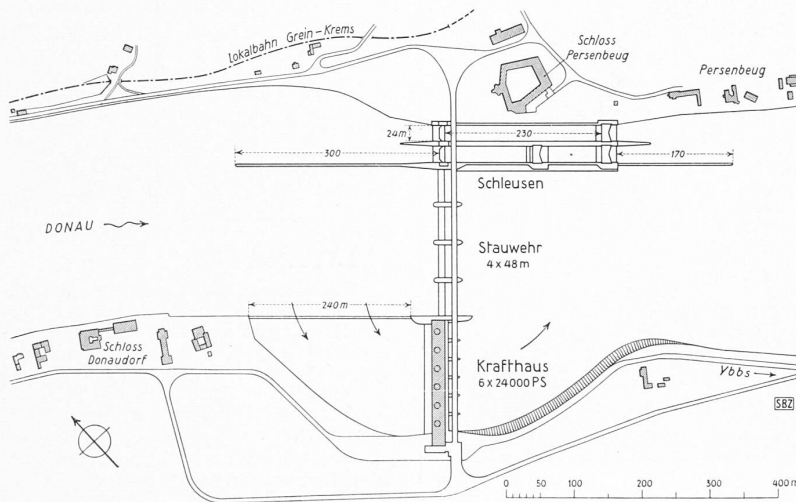 Lokalbahn Grein-Krems
Schloss
Persenbeug
Persenbeug
24m
230
300
170
Schleusen
DONAU
Stauwehr
4 x 48 m
240 m
Schloss
Donaudorf
Krafthaus
6 x 24000 PS
Ybbs
SBZ
0 50 100 200 300 400 m